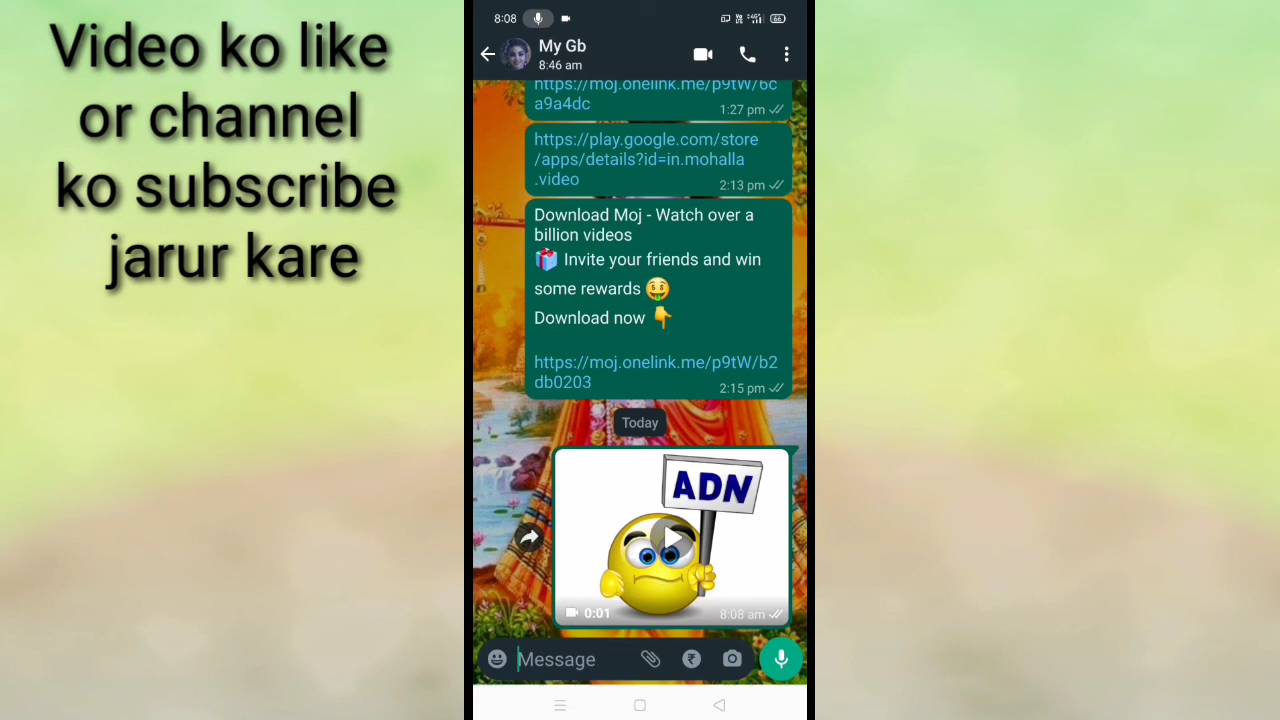 Video ko like
or channel
ko subscribe
jarur kare
8:08
66
My Gb
8:46 am
https://moj.onelink.me/p9tW/6c
a9a4dc
1:27 pm
https://play.google.com/store
/apps/details?id=in.mohalla
.video
2:13 pm
Download Moj - Watch over a
billion videos
🎁 Invite your friends and win
some rewards 🤑
Download now 👇
https://moj.onelink.me/p9tW/b2
db0203
2:15 pm
Today
ADN
0:01
8:08 am
Message